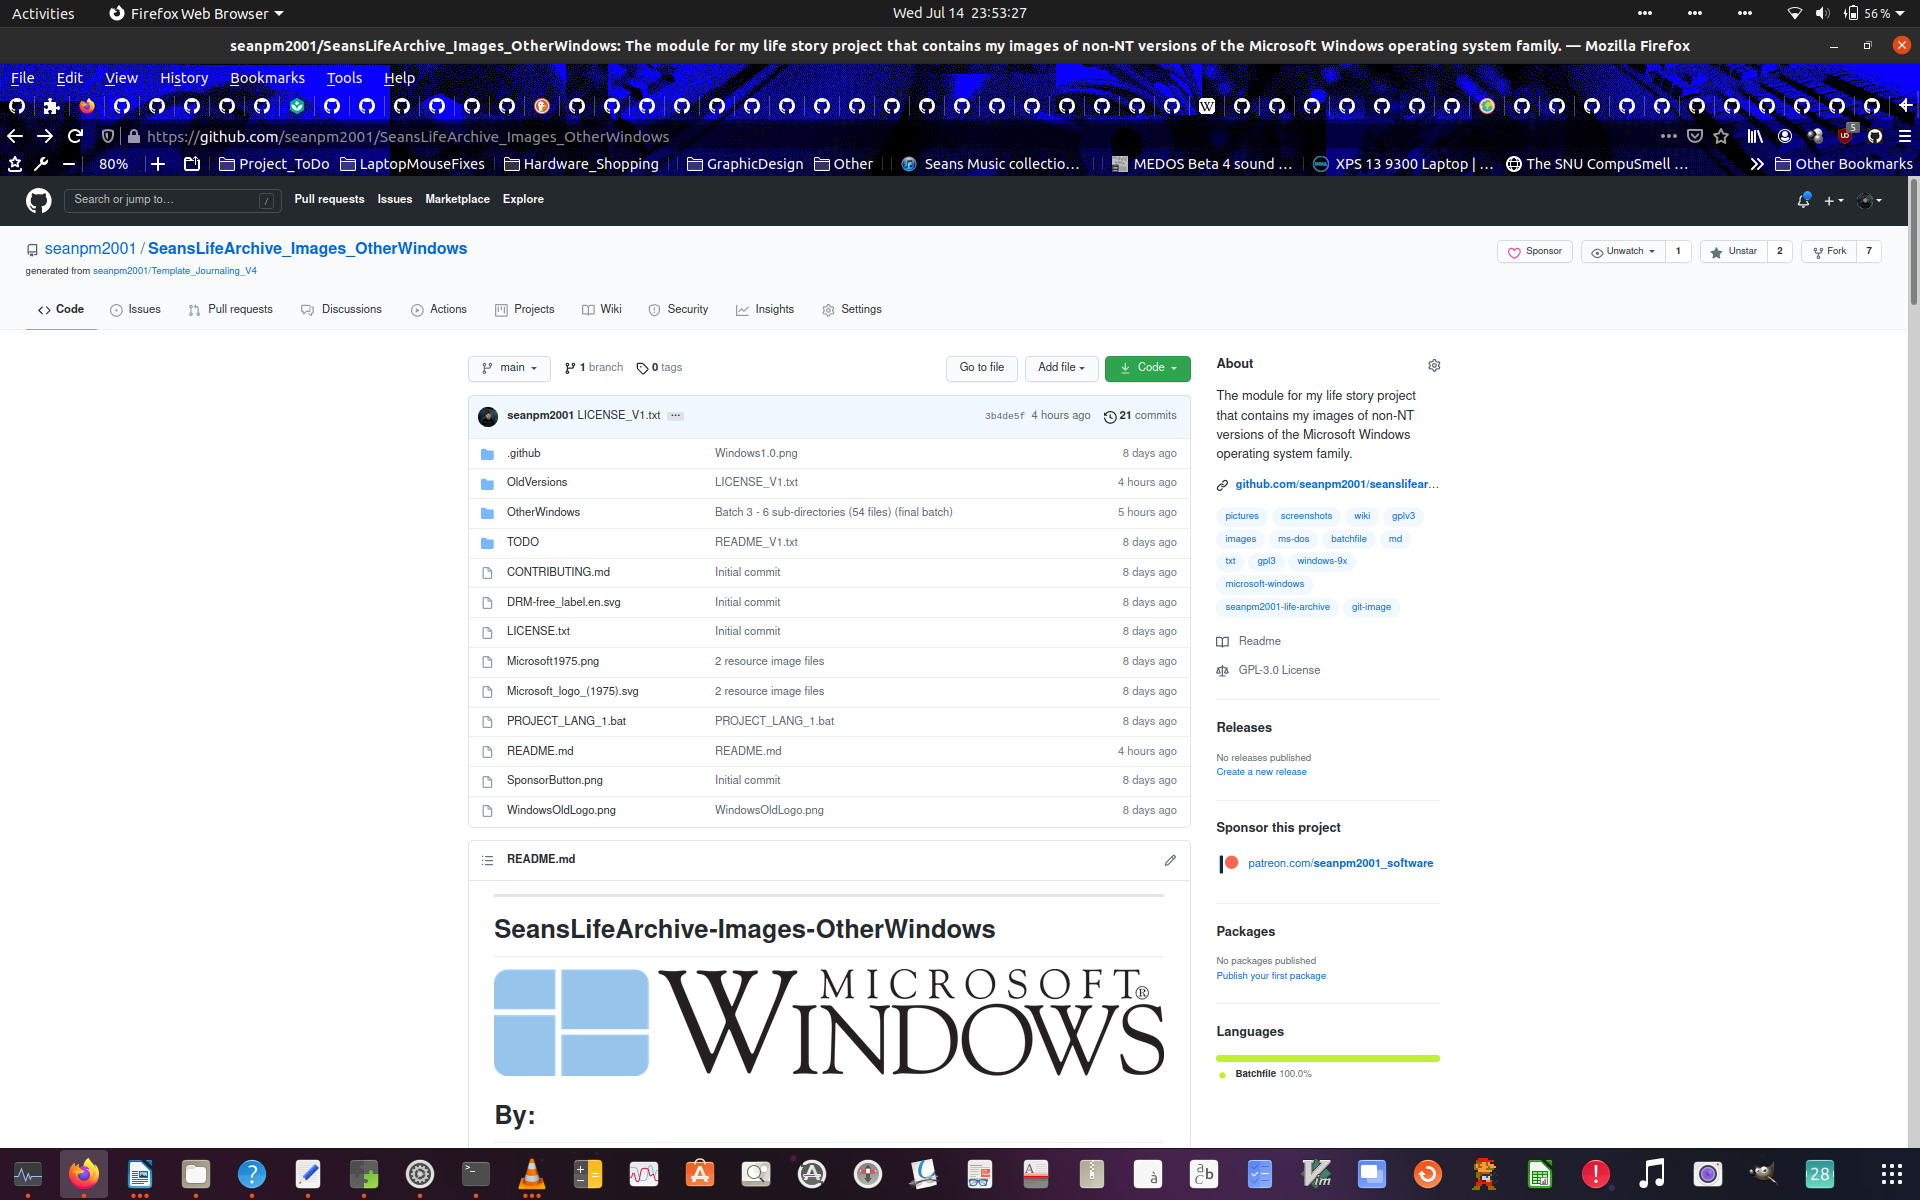 Activities
Firefox Web Browser
Wed Jul 14 23:53:27
56 %
seanpm2001/SeansLifeArchive_Images_OtherWindows: The module for my life story project that contains my images of non-NT versions of the Microsoft Windows operating system family. — Mozilla Firefox
File Edit View History Bookmarks Tools Help
https://github.com/seanpm2001/SeansLifeArchive_Images_OtherWindows
5
80%
Project_ToDo LaptopMouseFixes Hardware_Shopping GraphicDesign Other Seans Music collectio… MEDOS Beta 4 sound … XPS 13 9300 Laptop | … The SNU CompuSmell … Other Bookmarks
Search or jump to… /
Pull requests Issues Marketplace Explore
seanpm2001 / SeansLifeArchive_Images_OtherWindows
Sponsor Unwatch 1 Unstar 2 Fork 7
generated from seanpm2001/Template_Journaling_V4
Code Issues Pull requests Discussions Actions Projects Wiki Security Insights Settings
main 1 branch 0 tags Go to file Add file Code
seanpm2001 LICENSE_V1.txt ... 3b4de5f 4 hours ago 21 commits
.github Windows1.0.png 8 days ago
OldVersions LICENSE_V1.txt 4 hours ago
OtherWindows Batch 3 - 6 sub-directories (54 files) (final batch) 5 hours ago
TODO README_V1.txt 8 days ago
CONTRIBUTING.md Initial commit 8 days ago
DRM-free_label.en.svg Initial commit 8 days ago
LICENSE.txt Initial commit 8 days ago
Microsoft1975.png 2 resource image files 8 days ago
Microsoft_logo_(1975).svg 2 resource image files 8 days ago
PROJECT_LANG_1.bat PROJECT_LANG_1.bat 8 days ago
README.md README.md 4 hours ago
SponsorButton.png Initial commit 8 days ago
WindowsOldLogo.png WindowsOldLogo.png 8 days ago
README.md
SeansLifeArchive-Images-OtherWindows
MICROSOFT®
WINDOWS
By:
About
The module for my life story project
that contains my images of non-NT
versions of the Microsoft Windows
operating system family.
github.com/seanpm2001/seanslifear…
pictures screenshots wiki gplv3
images ms-dos batchfile md
txt gpl3 windows-9x
microsoft-windows
seanpm2001-life-archive git-image
Readme
GPL-3.0 License
Releases
No releases published
Create a new release
Sponsor this project
patreon.com/seanpm2001_software
Packages
No packages published
Publish your first package
Languages
Batchfile 100.0%
28